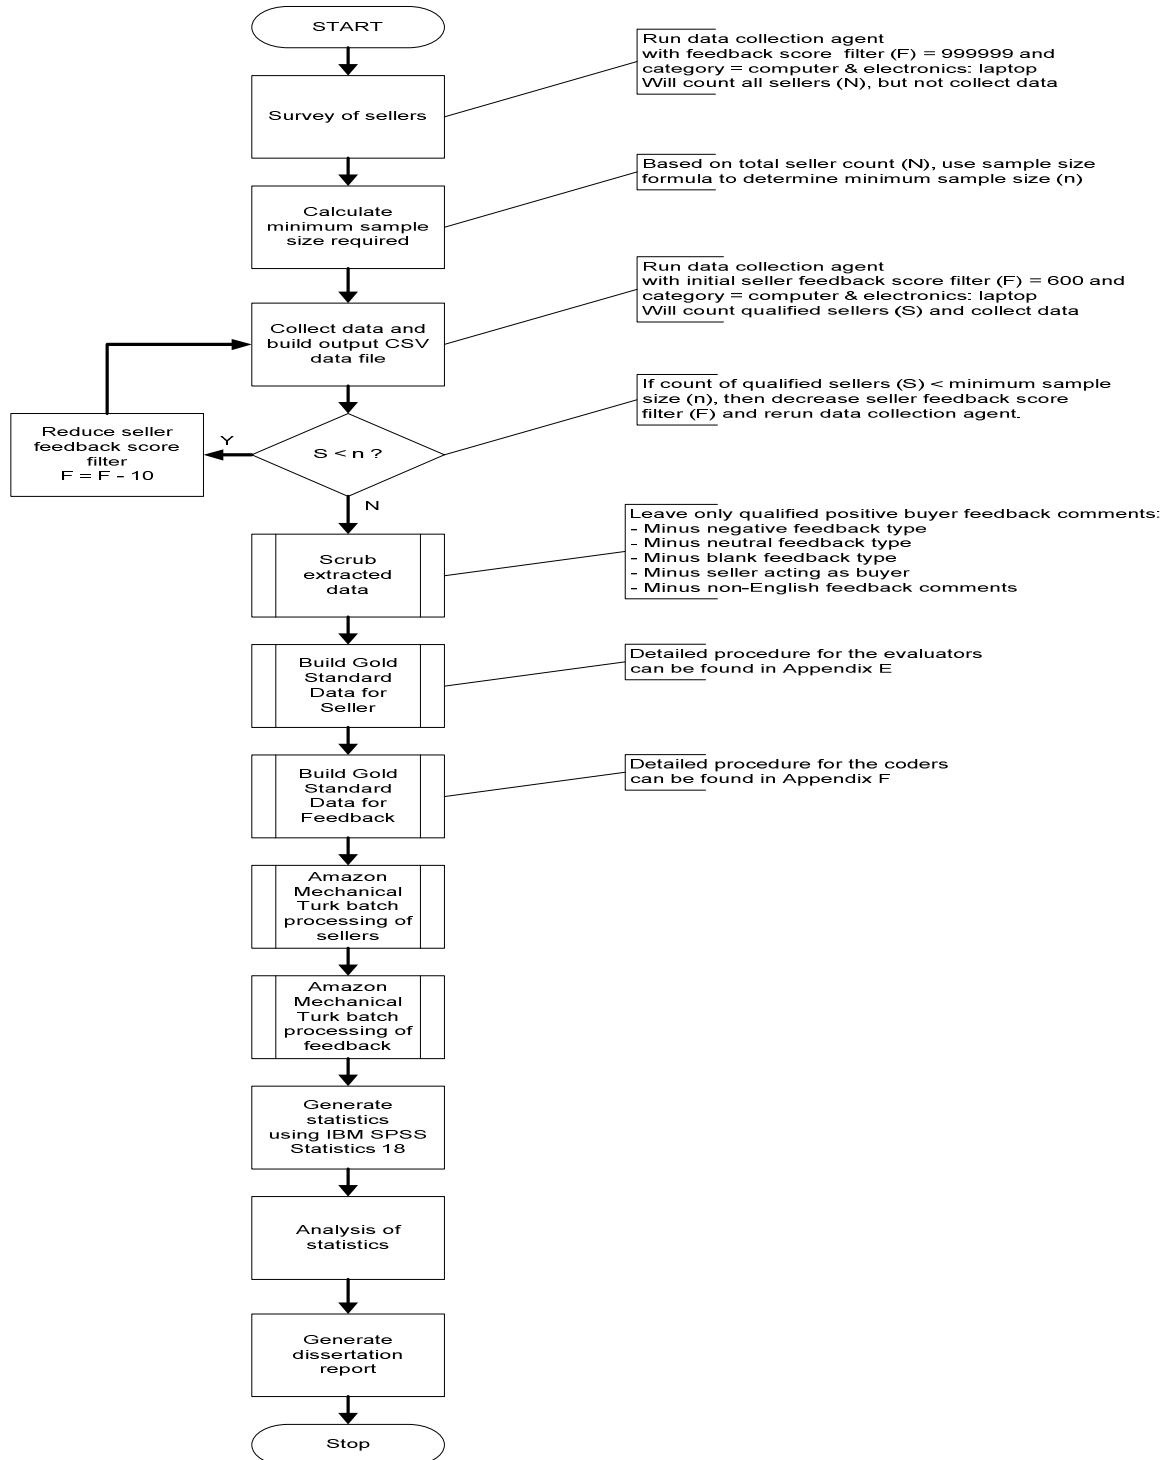 START
Run data collection agent
with feedback score filter (F) = 999999 and
category = computer & electronics: laptop
Will count all sellers (N), but not collect data
Survey of sellers
Based on total seller count (N), use sample size
formula to determine minimum sample size (n)
Calculate
minimum sample
size required
Run data collection agent
with initial seller feedback score filter (F) = 600 and
category = computer & electronics: laptop
Will count qualified sellers (S) and collect data
Collect data and
build output CSV
data file
If count of qualified sellers (S) < minimum sample
size (n), then decrease seller feedback score
filter (F) and rerun data collection agent.
Reduce seller
feedback score
filter
F = F - 10
Y
S < n ?
N
Leave only qualified positive buyer feedback comments:
- Minus negative feedback type
- Minus neutral feedback type
- Minus blank feedback type
- Minus seller acting as buyer
- Minus non-English feedback comments
Scrub
extracted
data
Detailed procedure for the evaluators
can be found in Appendix E
Build Gold
Standard
Data for
Seller
Detailed procedure for the coders
can be found in Appendix F
Build Gold
Standard
Data for
Feedback
Amazon
Mechanical
Turk batch
processing of
sellers
Amazon
Mechanical
Turk batch
processing of
feedback
Generate
statistics
using IBM SPSS
Statistics 18
Analysis of
statistics
Generate
dissertation
report
Stop